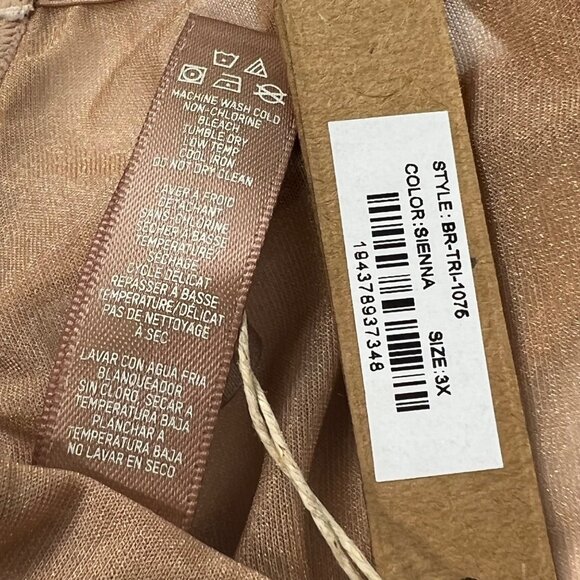 MACHINE WASH COLD
NON-CHLORINE
BLEACH
TUMBLE DRY
LOW TEMP
COOL IRON
DO NOT DRY CLEAN
LAVER À FROID
DÉTACHANT
SANS CHLORINE
SÉCHER À BASSE
TEMPÉRATURE
SÉCHAGE
CYCLE DÉLICAT
REPASSER À BASSE
TEMPÉRATURE/DÉLICAT
PAS DE NETTOYAGE
À SEC
LAVAR CON AGUA FRIA
BLANQUEADOR
SIN CLORO SECAR A
TEMPERATURA BAJA
PLANCHAR A
TEMPERATURA BAJA
NO LAVAR EN SECO
STYLE: BR-TRI-1075
COLOR:SIENNA SIZE:3X
194378937348